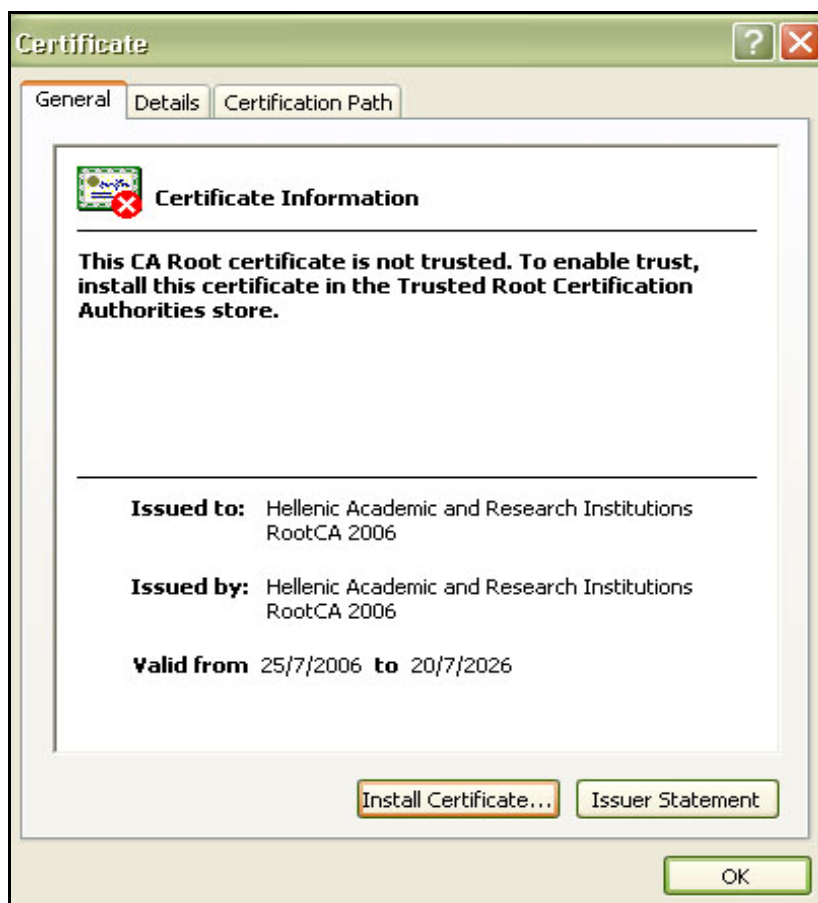 Certificate
General
Details
Certification Path
Certificate Information
This CA Root certificate is not trusted. To enable trust,
install this certificate in the Trusted Root Certification
Authorities store.
Issued to: Hellenic Academic and Research Institutions
RootCA 2006
Issued by: Hellenic Academic and Research Institutions
RootCA 2006
Valid from 25/7/2006 to 20/7/2026
Install Certificate...
Issuer Statement
OK